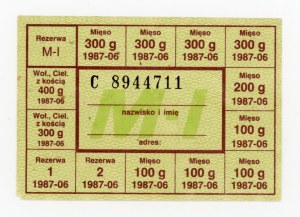 Rezerwa
M-I
Mięso
300 g
1987-06
Mięso
300 g
1987-06
Mięso
300 g
1987-06
Mięso
300 g
1987-06
Woł., Ciel.
z kością
400 g
1987-06
C 8944711
M-I
nazwisko i imię
adres:
Mięso
200 g
1987-06
Woł., Ciel.
z kością
300 g
1987-06
Mięso
100 g
1987-06
Rezerwa
1
1987-06
Rezerwa
2
1987-06
Mięso
100 g
1987-06
Mięso
100 g
1987-06
Mięso
100 g
1987-06